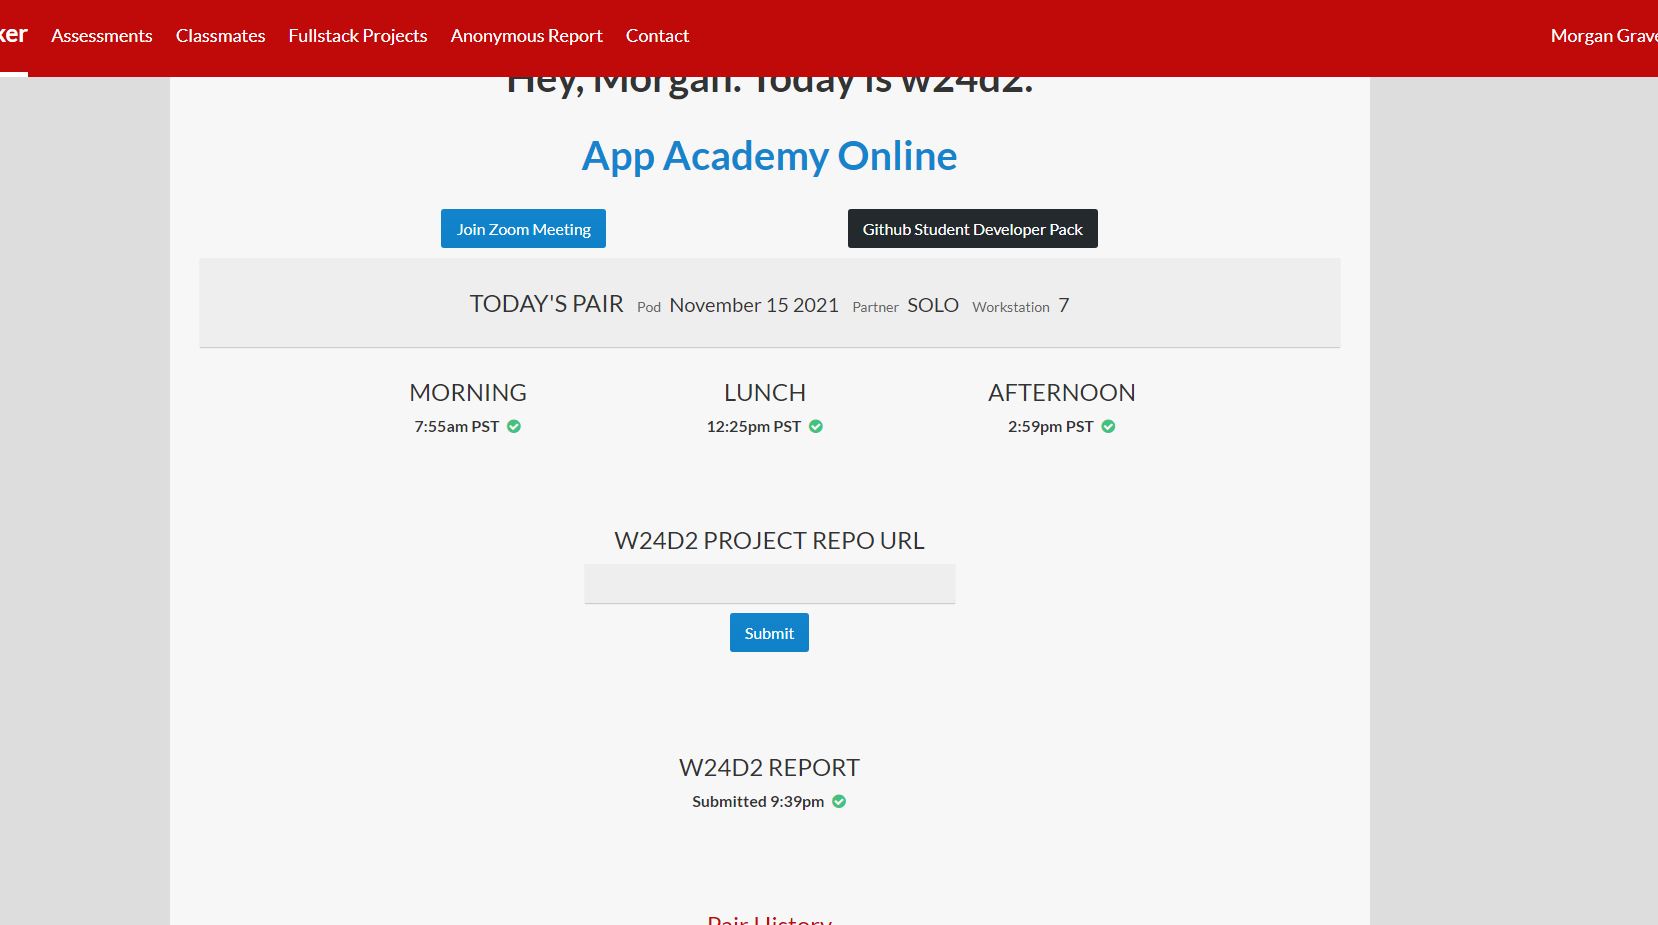 ker Assessments Classmates Fullstack Projects Anonymous Report Contact Morgan Grave
Hey, Morgan. Today is w24d2.
App Academy Online
Join Zoom Meeting Github Student Developer Pack
TODAY'S PAIR Pod November 15 2021 Partner SOLO Workstation 7
MORNING LUNCH AFTERNOON
7:55am PST 12:25pm PST 2:59pm PST
W24D2 PROJECT REPO URL
Submit
W24D2 REPORT
Submitted 9:39pm
Pair History